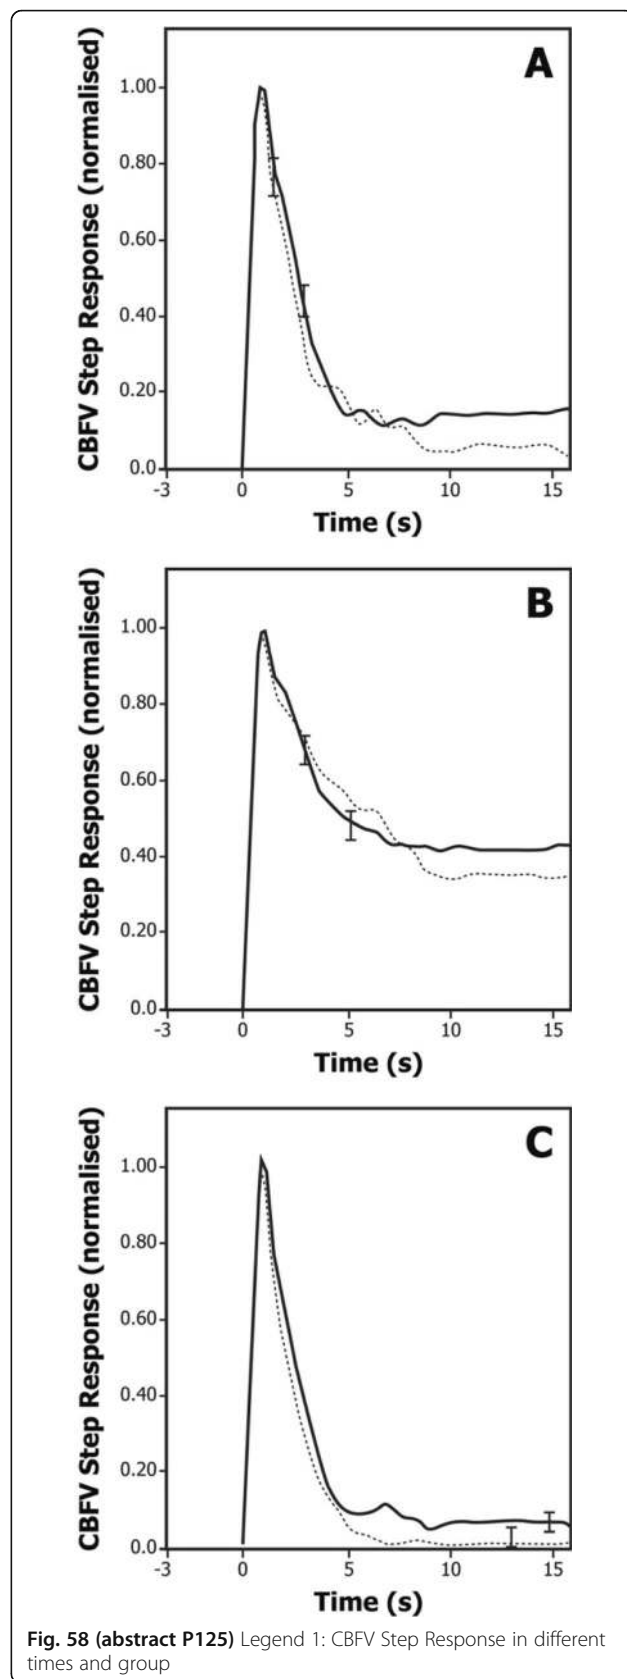 A
CBFV Step Response (normalised)
1.00
0.80
0.60
0.40
0.20
0.0
-3 0 5 10 15
Time (s)
B
CBFV Step Response (normalised)
1.00
0.80
0.60
0.40
0.20
0.0
-3 0 5 10 15
Time (s)
C
CBFV Step Response (normalised)
1.00
0.80
0.60
0.40
0.20
0.0
-3 0 5 10 15
Time (s)
Fig. 58 (abstract P125) Legend 1: CBFV Step Response in different
times and group